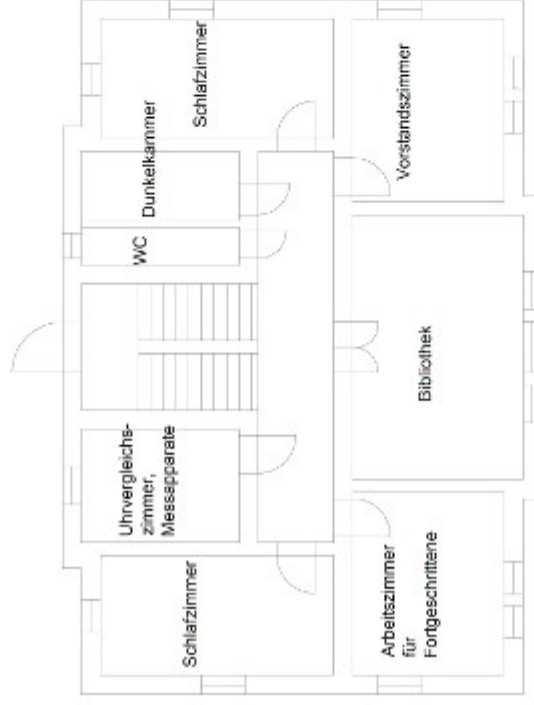 Schlafzimmer
Uhrvergleichs-
zimmer,
Messapparate
WC
Dunkelkammer
Schlafzimmer
Arbeitszimmer
für
Fortgeschrittene
Bibliothek
Vorstandszimmer